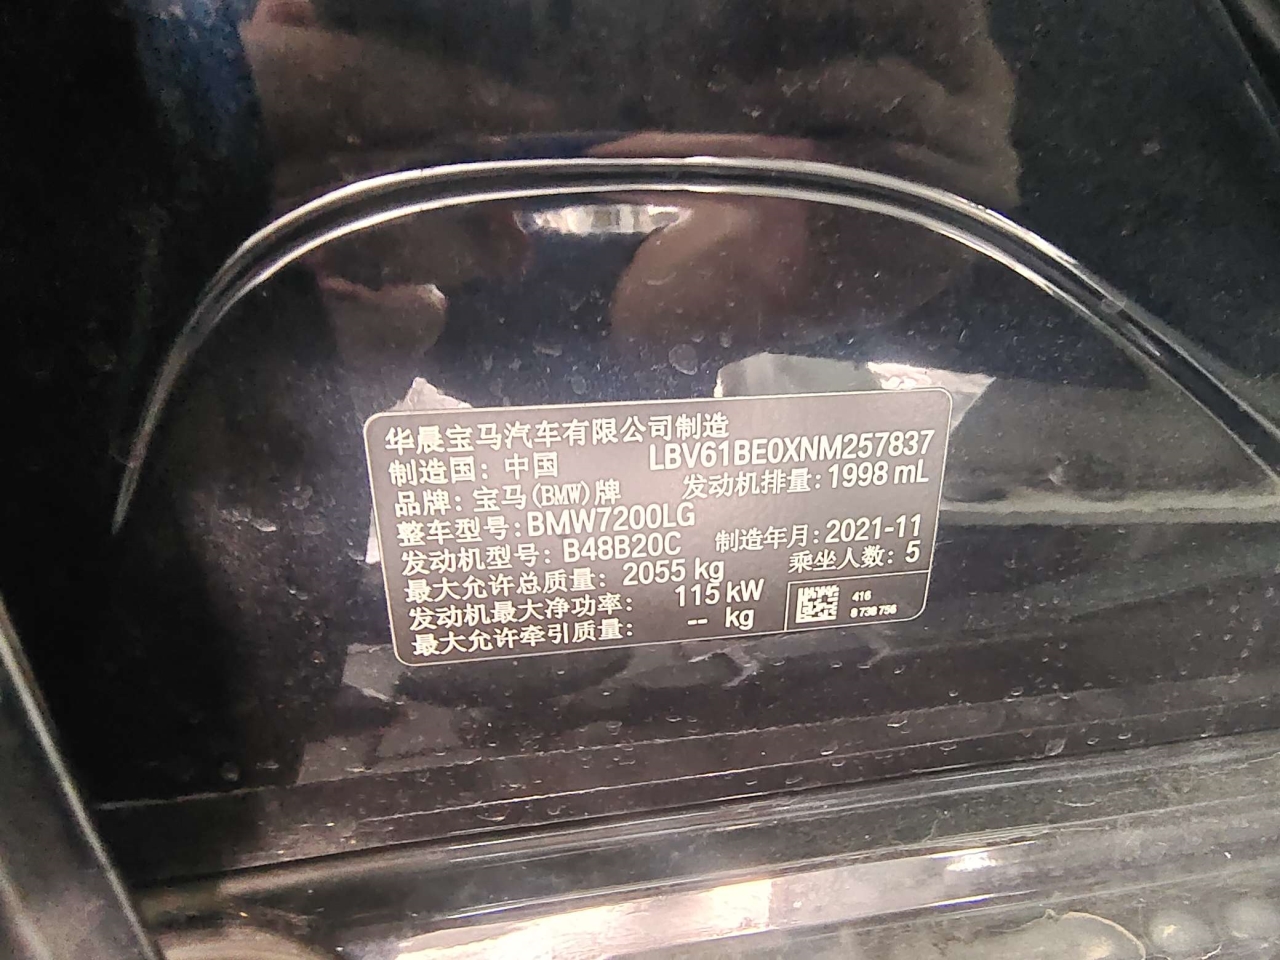 华晨宝马汽车有限公司制造
制造国：中国 LBV61BE0XNM257837
品牌：宝马(BMW)牌 发动机排量：1998 mL
整车型号：BMW7200LG
发动机型号：B48B20C 制造年月：2021-11
最大允许总质量：2055 kg 乘坐人数：5
发动机最大净功率：115 kW
最大允许牵引质量：-- kg
416
8 738 756